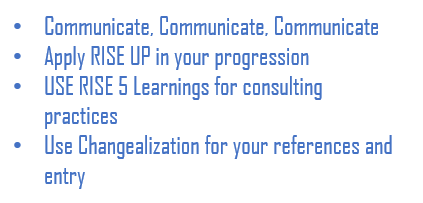 • Communicate, Communicate, Communicate
• Apply RISE UP in your progression
• USE RISE 5 Learnings for consulting
practices
• Use Changealization for your references and
entry